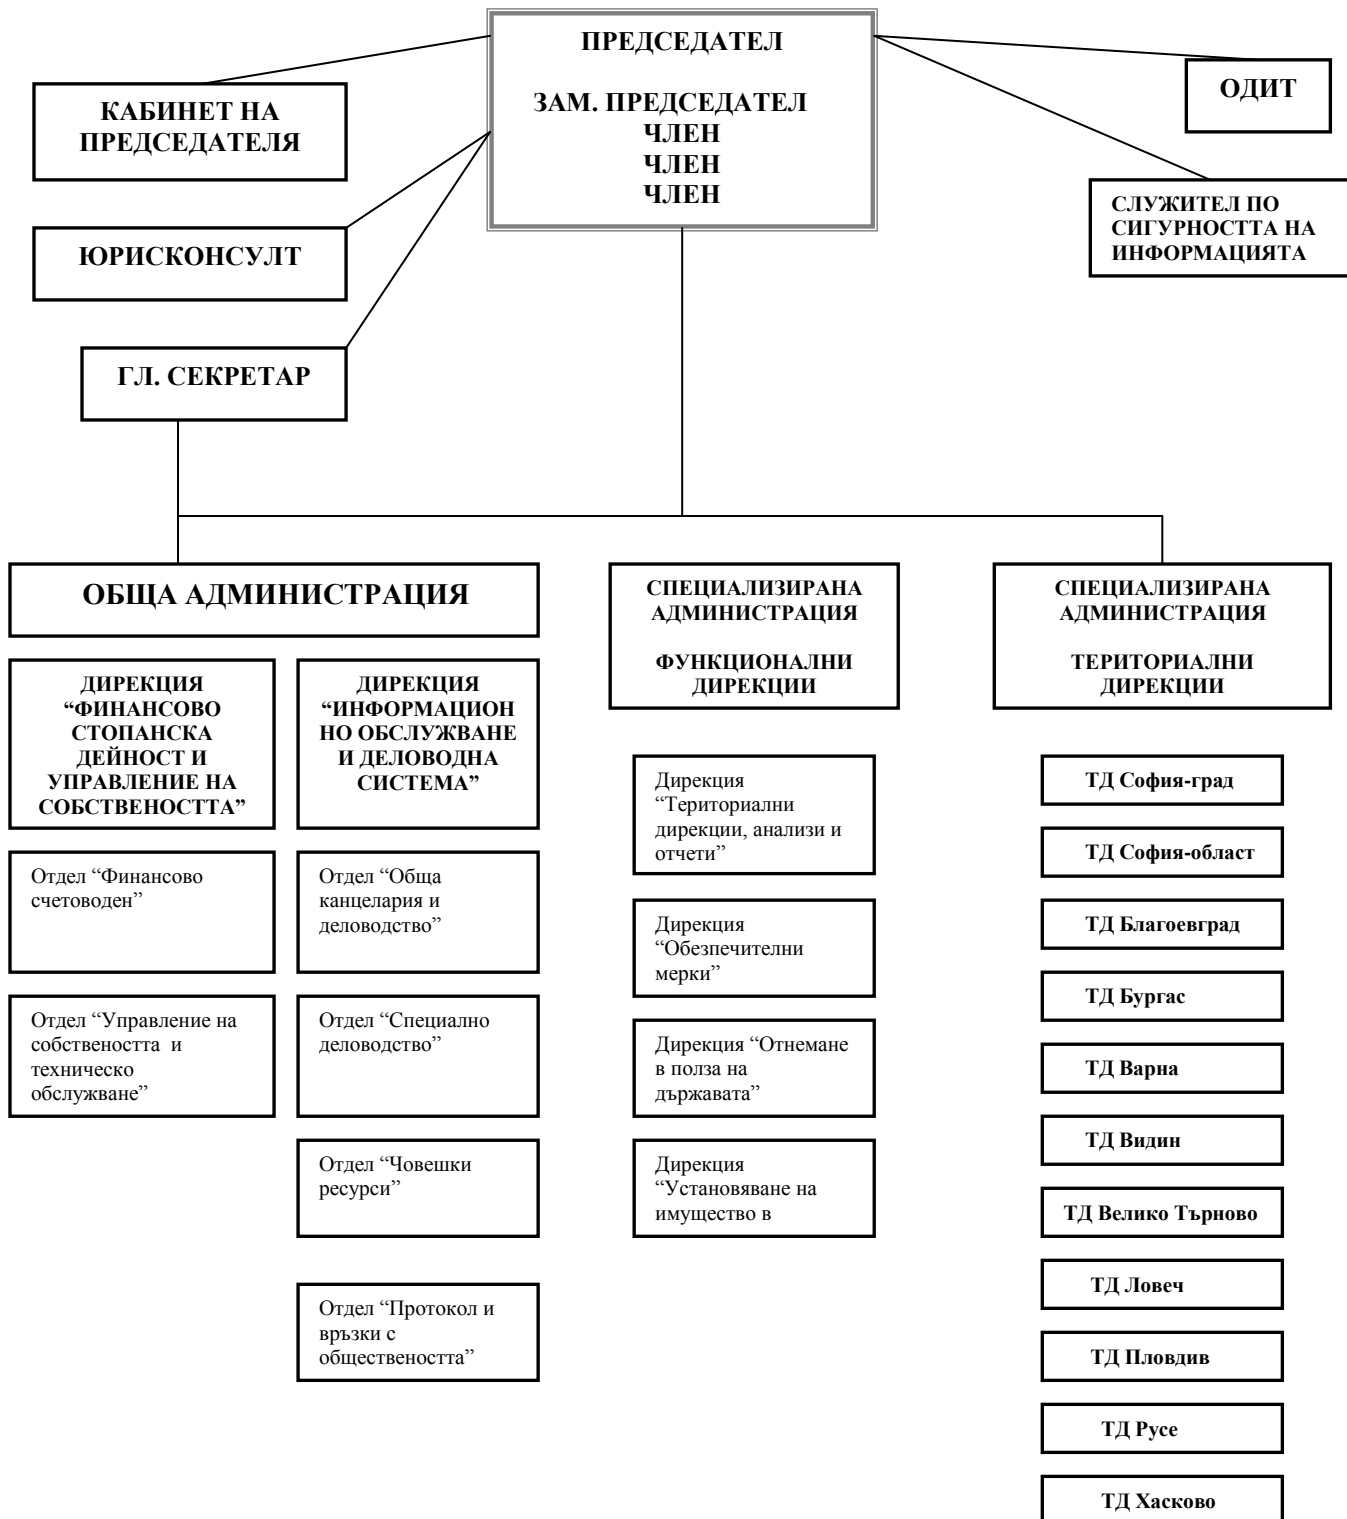 ПРЕДСЕДАТЕЛ
ЗАМ. ПРЕДСЕДАТЕЛ
ЧЛЕН
ЧЛЕН
ЧЛЕН
КАБИНЕТ НА
ПРЕДСЕДАТЕЛЯ
ОДИТ
СЛУЖИТЕЛ ПО
СИГУРНОСТТА НА
ИНФОРМАЦИЯТА
ЮРИСКОНСУЛТ
ГЛ. СЕКРЕТАР
ОБЩА АДМИНИСТРАЦИЯ
ДИРЕКЦИЯ
“ФИНАНСОВО
СТОПАНСКА
ДЕЙНОСТ И
УПРАВЛЕНИЕ НА
СОБСТВЕНОСТТА”
Отдел “Финансово
счетоводен”
Отдел “Управление на
собствеността  и
техническо
обслужване”
ДИРЕКЦИЯ
“ИНФОРМАЦИОН
НО ОБСЛУЖВАНЕ
И ДЕЛОВОДНА
СИСТЕМА”
Отдел “Обща
канцелария и
деловодство”
Отдел “Специално
деловодство”
Отдел “Човешки
ресурси”
Отдел “Протокол и
връзки с
обществеността”
СПЕЦИАЛИЗИРАНА
АДМИНИСТРАЦИЯ
ФУНКЦИОНАЛНИ
ДИРЕКЦИИ
Дирекция
“Териториални
дирекции, анализи и
отчети”
Дирекция
“Обезпечителни
мерки”
Дирекция “Отнемане
в полза на
държавата”
Дирекция
“Установяване на
имущество в
СПЕЦИАЛИЗИРАНА
АДМИНИСТРАЦИЯ
ТЕРИТОРИАЛНИ
ДИРЕКЦИИ
ТД София-град
ТД София-област
ТД Благоевград
ТД Бургас
ТД Варна
ТД Видин
ТД Велико Търново
ТД Ловеч
ТД Пловдив
ТД Русе
ТД Хасково